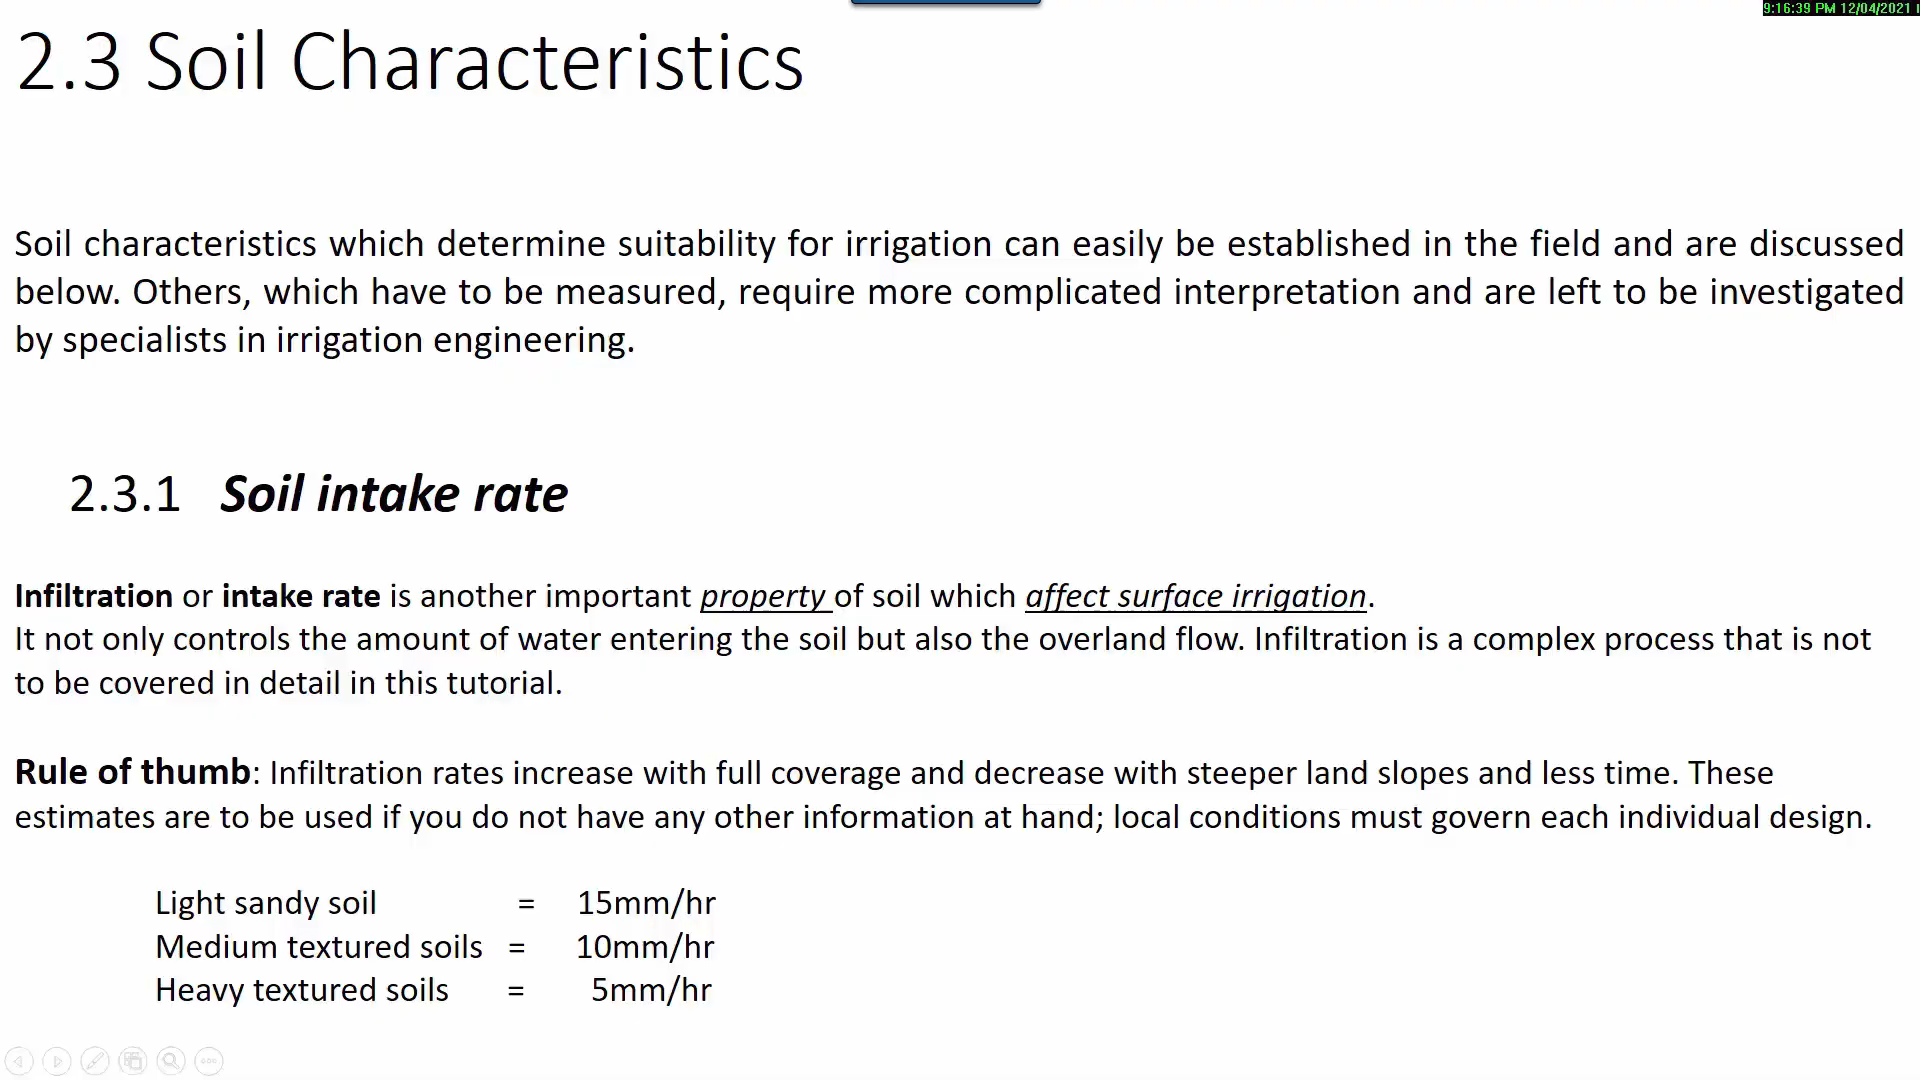 9:16:39 PM 12/04/2021
2.3 Soil Characteristics
Soil characteristics which determine suitability for irrigation can easily be established in the field and are discussed
below. Others, which have to be measured, require more complicated interpretation and are left to be investigated
by specialists in irrigation engineering.
2.3.1 Soil intake rate
Infiltration or intake rate is another important property of soil which affect surface irrigation.
It not only controls the amount of water entering the soil but also the overland flow. Infiltration is a complex process that is not
to be covered in detail in this tutorial.
Rule of thumb: Infiltration rates increase with full coverage and decrease with steeper land slopes and less time. These
estimates are to be used if you do not have any other information at hand; local conditions must govern each individual design.
Light sandy soil = 15mm/hr
Medium textured soils = 10mm/hr
Heavy textured soils = 5mm/hr